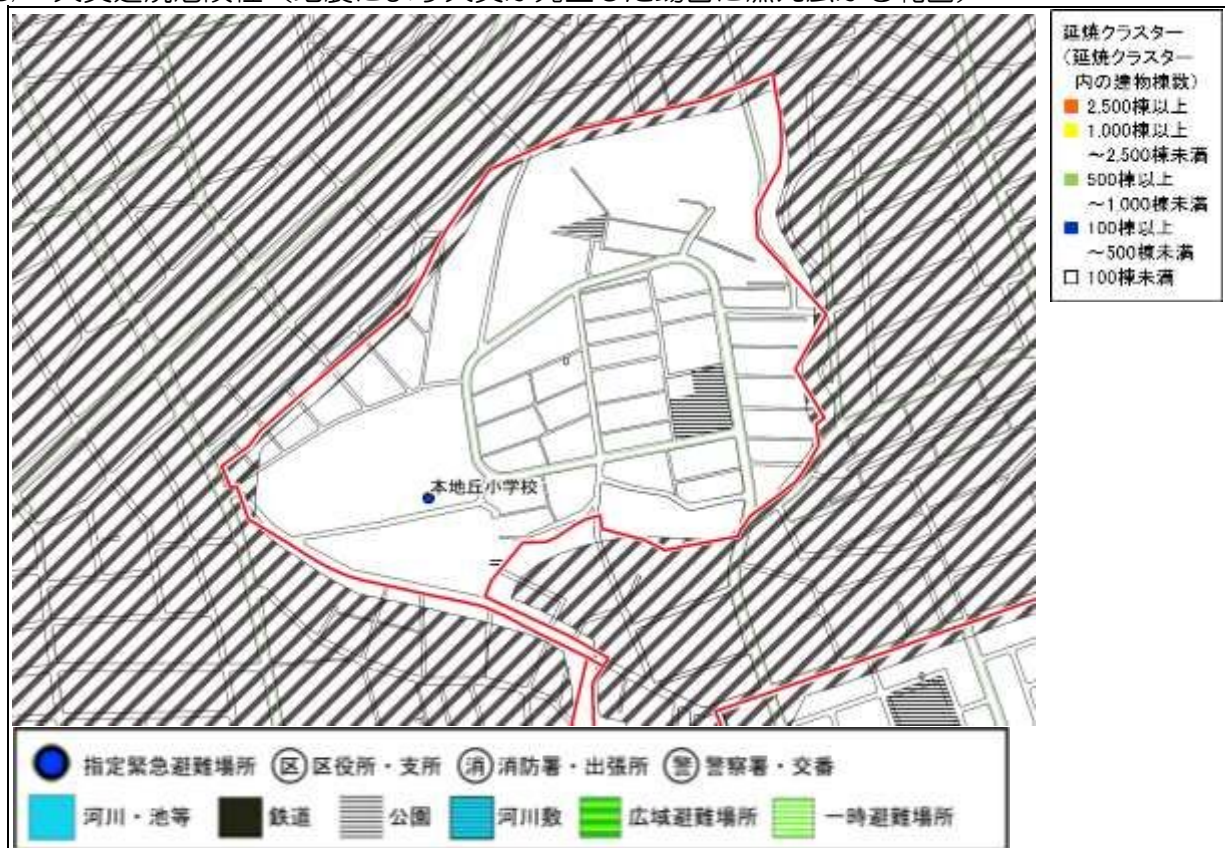 延焼クラスター
(延焼クラスター
内の建物棟数)
2,500棟以上
1,000棟以上
～2,500棟未満
500棟以上
～1,000棟未満
100棟以上
～500棟未満
100棟未満
本地丘小学校
指定緊急避難場所 区 区役所・支所 消 消防署・出張所 警 警察署・交番
河川・池等 鉄道 公園 河川敷 広域避難場所 一時避難場所